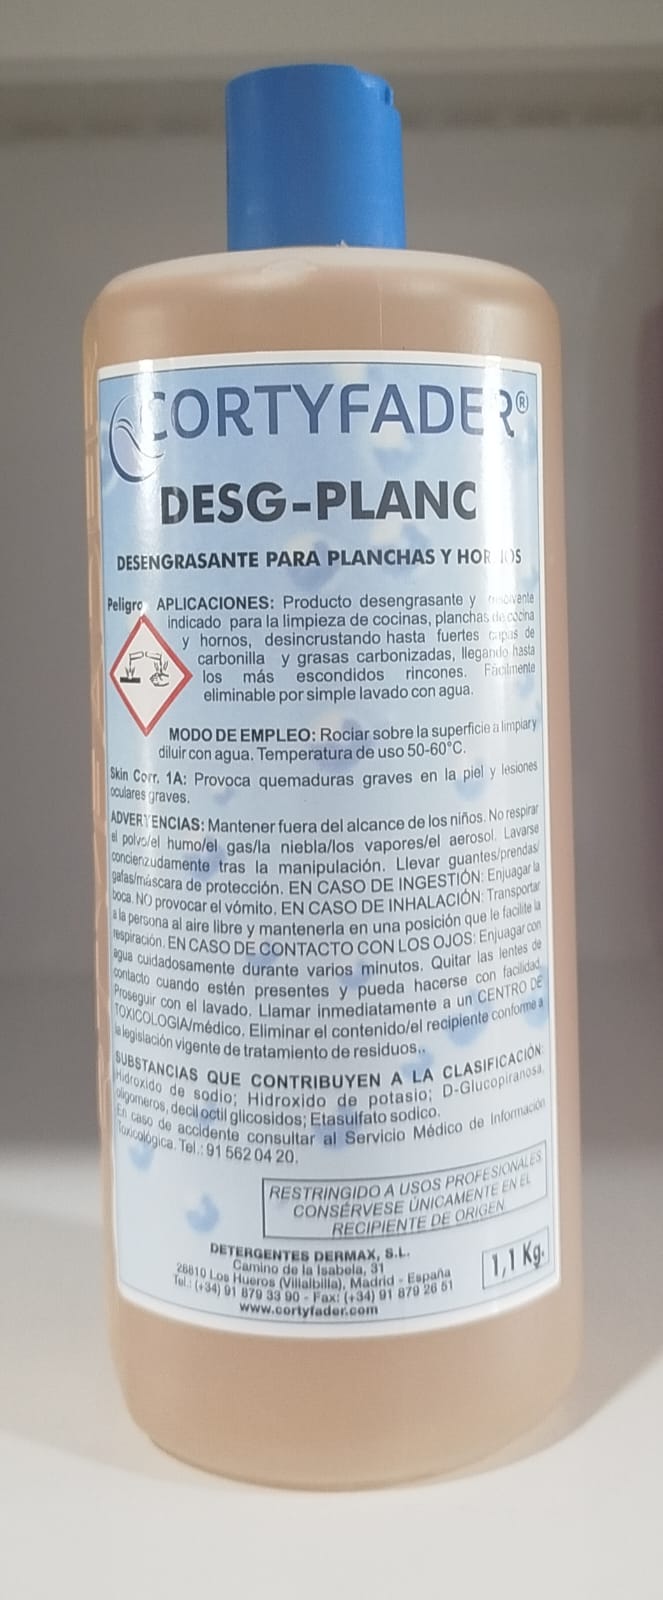 CORTYFADER®
DESG-PLANC
DESENGRASANTE PARA PLANCHAS Y HORNOS
Peligro APLICACIONES: Producto desengrasante y
indicado para la limpieza de cocinas, planchas de cocina
y hornos, desincrustando hasta fuertes capas de
carbonilla y grasas carbonizadas, llegando hasta
los más escondidos rincones. Fácilmente
eliminable por simple lavado con agua.
MODO DE EMPLEO: Rociar sobre la superficie a limpiar y
diluir con agua. Temperatura de uso 50-60°C.
Skin Corr. 1A: Provoca quemaduras graves en la piel y lesiones
oculares graves.
ADVERTENCIAS: Mantener fuera del alcance de los niños. No respirar
el polvo/el humo/el gas/la niebla/los vapores/el aerosol. Lavarse
concienzudamente tras la manipulación. Llevar guantes/prendas/
gafas/máscara de protección. EN CASO DE INGESTIÓN: Enjuagar la
boca. NO provocar el vómito. EN CASO DE INHALACIÓN: Transportar
a la persona al aire libre y mantenerla en una posición que le facilite la
respiración. EN CASO DE CONTACTO CON LOS OJOS: Enjuagar con
agua cuidadosamente durante varios minutos. Quitar las lentes de
contacto cuando estén presentes y pueda hacerse con facilidad.
Proseguir con el lavado. Llamar inmediatamente a un CENTRO DE
TOXICOLOGIA/médico. Eliminar el contenido/el recipiente conforme a
la legislación vigente de tratamiento de residuos..
SUBSTANCIAS QUE CONTRIBUYEN A LA CLASIFICACIÓN:
Hidroxido de sodio; Hidroxido de potasio; D-Glucopiranosa,
oligomeros, decil octil glicosidos; Etasulfato sodico.
En caso de accidente consultar al Servicio Médico de Información
Toxicológica. Tel.: 91 562 04 20.
RESTRINGIDO A USOS PROFESIONALES
CONSÉRVESE ÚNICAMENTE EN EL
RECIPIENTE DE ORIGEN
DETERGENTES DERMAX, S.L.
Camino de la Isabela, 31
28810 Los Hueros (Villalbilla), Madrid - España
Tel.: (+34) 91 879 33 90 - Fax: (+34) 91 879 26 51
www.cortyfader.com
1,1 Kg.